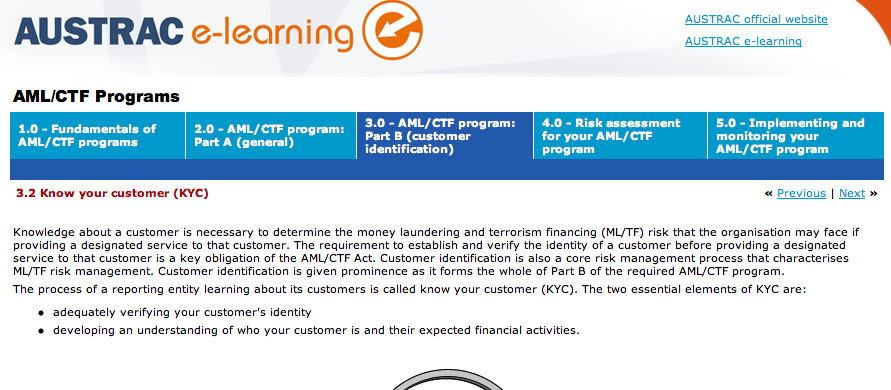 AUSTRAC e-learning
AUSTRAC official website
AUSTRAC e-learning
AML/CTF Programs
1.0 - Fundamentals of
AML/CTF programs
2.0 - AML/CTF program:
Part A (general)
3.0 - AML/CTF program:
Part B (customer
identification)
4.0 - Risk assessment
for your AML/CTF
program
5.0 - Implementing and
monitoring your
AML/CTF program
3.2 Know your customer (KYC)
« Previous | Next »
Knowledge about a customer is necessary to determine the money laundering and terrorism financing (ML/TF) risk that the organisation may face if
providing a designated service to that customer. The requirement to establish and verify the identity of a customer before providing a designated
service to that customer is a key obligation of the AML/CTF Act. Customer identification is also a core risk management process that characterises
ML/TF risk management. Customer identification is given prominence as it forms the whole of Part B of the required AML/CTF program.
The process of a reporting entity learning about its customers is called know your customer (KYC). The two essential elements of KYC are:
• adequately verifying your customer's identity
• developing an understanding of who your customer is and their expected financial activities.